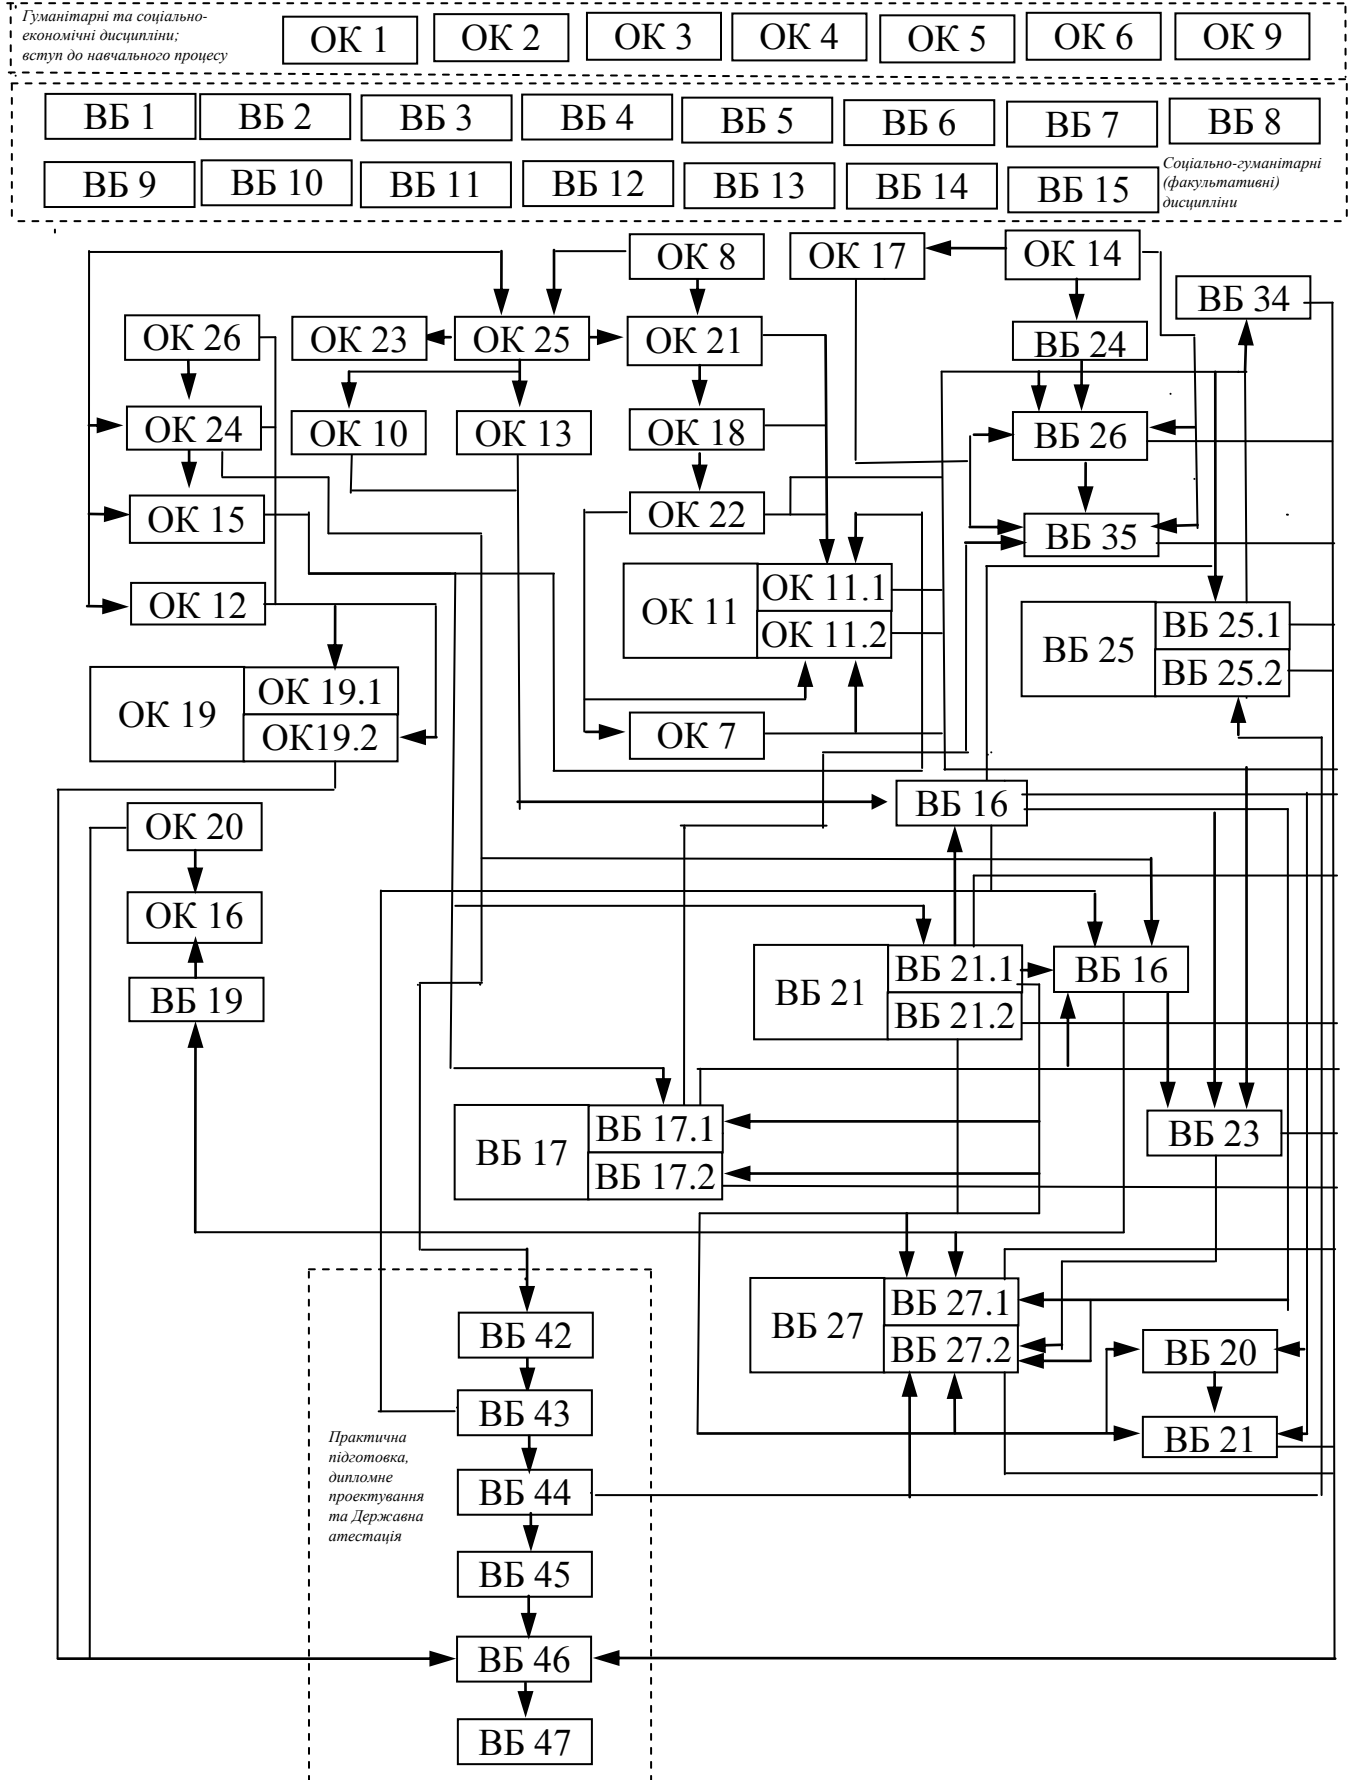 Гуманітарні та соціально-
економічні дисципліни;
вступ до навчального процесу
ОК 1
ОК 2
ОК 3
ОК 4
ОК 5
ОК 6
ОК 9
ВБ 1
ВБ 2
ВБ 3
ВБ 4
ВБ 5
ВБ 6
ВБ 7
ВБ 8
ВБ 9
ВБ 10
ВБ 11
ВБ 12
ВБ 13
ВБ 14
ВБ 15
Соціально-гуманітарні
(факультативні)
дисципліни
ОК 8
ОК 17
ОК 14
ВБ 34
ОК 26
ОК 23
ОК 25
ОК 21
ВБ 24
ОК 24
ОК 10
ОК 13
ОК 18
ВБ 26
ОК 15
ОК 22
ВБ 35
ОК 12
ОК 11
ОК 11.1
ОК 11.2
ВБ 25
ВБ 25.1
ВБ 25.2
ОК 19
ОК 19.1
ОК19.2
ОК 7
ОК 20
ВБ 16
ОК 16
ВБ 19
ВБ 21
ВБ 21.1
ВБ 21.2
ВБ 16
ВБ 17
ВБ 17.1
ВБ 17.2
ВБ 23
ВБ 27
ВБ 27.1
ВБ 27.2
ВБ 20
ВБ 21
ВБ 42
ВБ 43
Практична
підготовка,
дипломне
проектування
та Державна
атестація
ВБ 44
ВБ 45
ВБ 46
ВБ 47